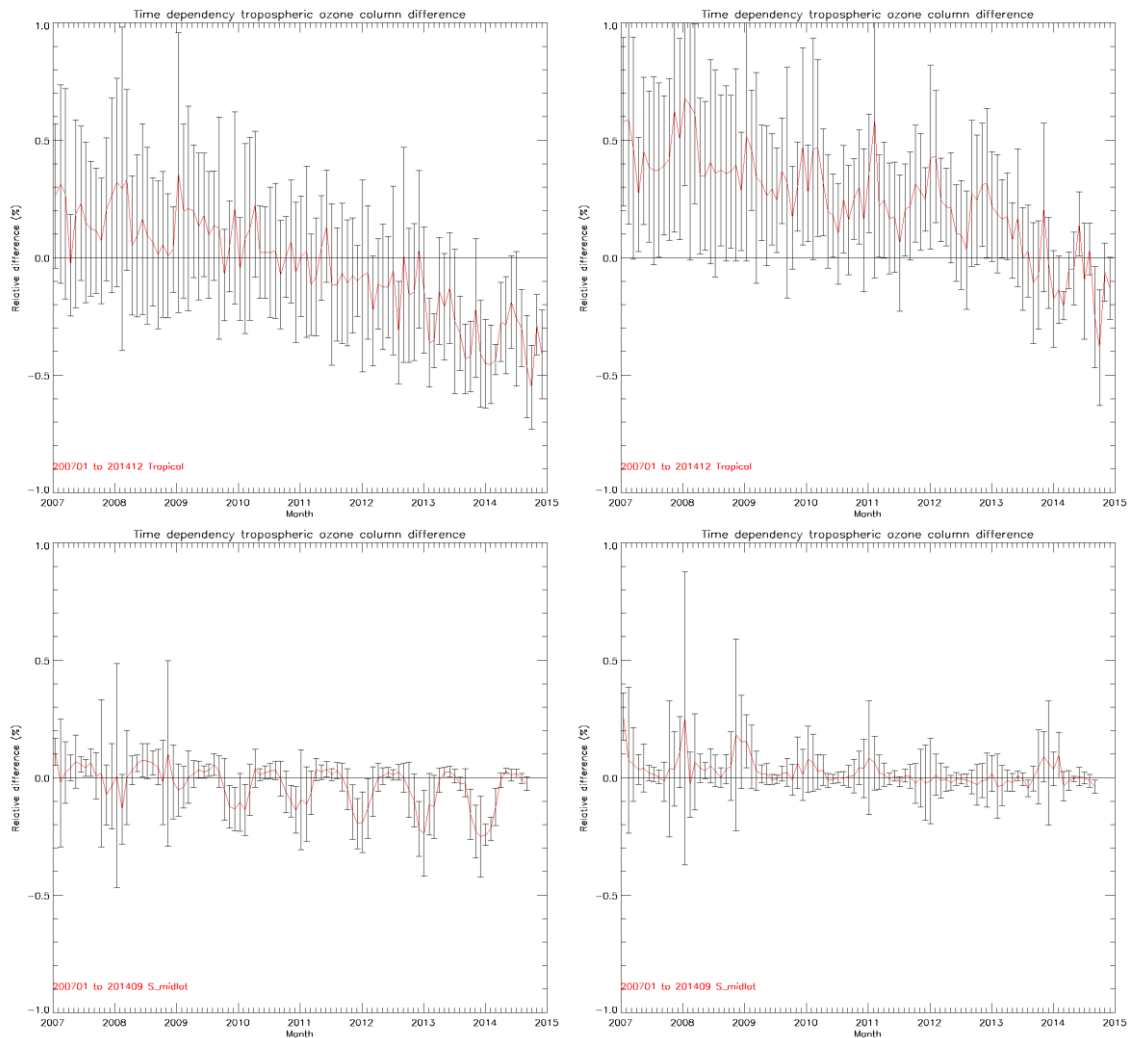 Time dependency tropospheric ozone column difference
1.0
0.5
0.0
-0.5
-1.0
Relative difference (%)
200701 to 201412 Tropical
2007 2008 2009 2010 2011 2012 2013 2014 2015
Month
Time dependency tropospheric ozone column difference
1.0
0.5
0.0
-0.5
-1.0
Relative difference (%)
200701 to 201412 Tropical
2007 2008 2009 2010 2011 2012 2013 2014 2015
Month
Time dependency tropospheric ozone column difference
1.0
0.5
0.0
-0.5
-1.0
Relative difference (%)
200701 to 201409 S_midlat
2007 2008 2009 2010 2011 2012 2013 2014 2015
Month
Time dependency tropospheric ozone column difference
1.0
0.5
0.0
-0.5
-1.0
Relative difference (%)
200701 to 201409 S_midlat
2007 2008 2009 2010 2011 2012 2013 2014 2015
Month